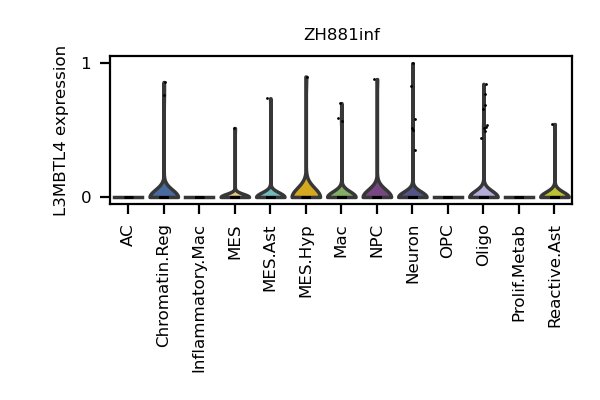 ZH881inf
L3MBTL4 expression
1
0
AC
Chromatin.Reg
Inflammatory.Mac
MES
MES.Ast
MES.Hyp
Mac
NPC
Neuron
OPC
Oligo
Prolif.Metab
Reactive.Ast